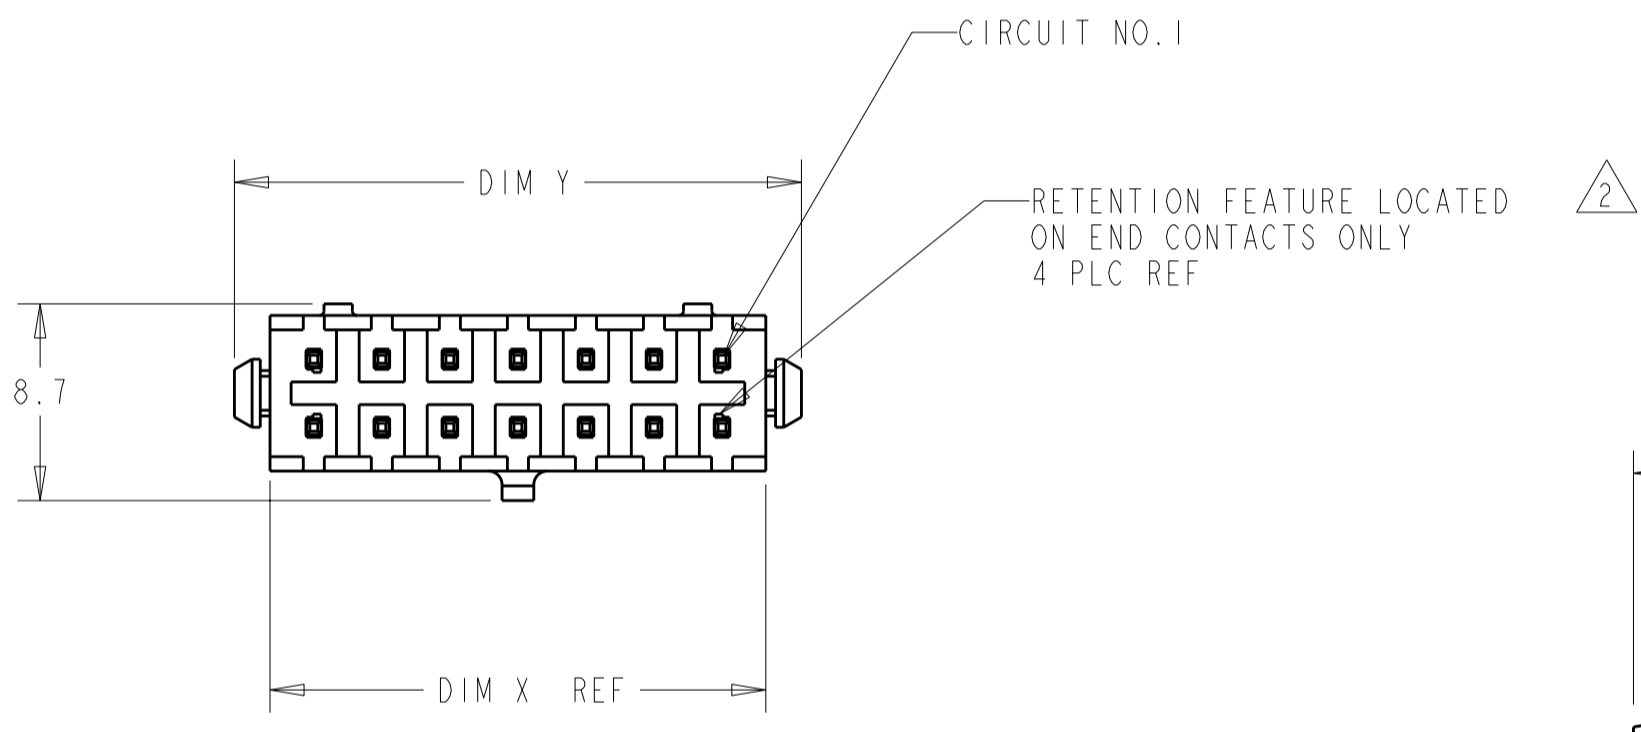 CIRCUIT NO.1
DIM Y
RETENTION FEATURE LOCATED
ON END CONTACTS ONLY
4 PLC REF
2
8.7
DIM X REF